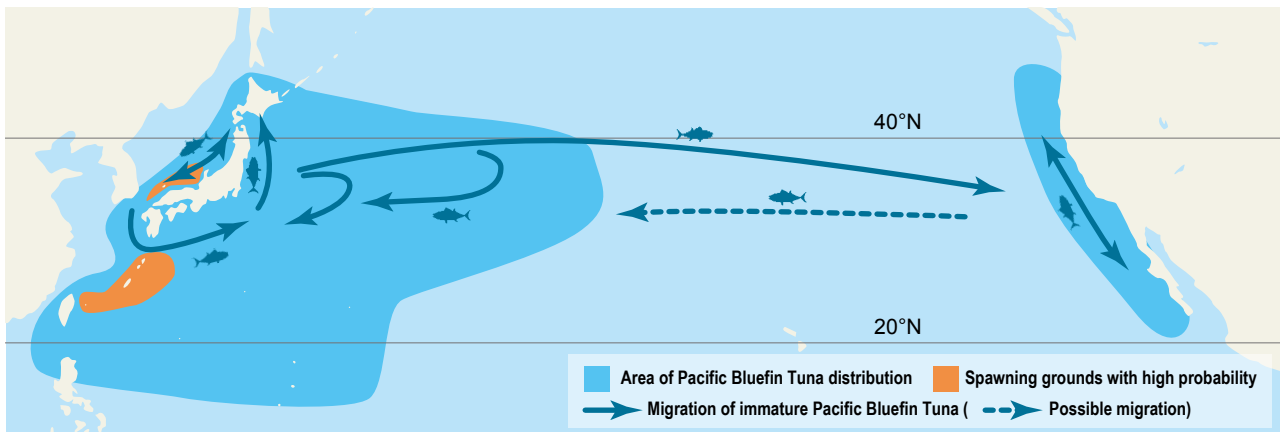 40°N
20°N
Area of Pacific Bluefin Tuna distribution
Spawning grounds with high probability
Migration of immature Pacific Bluefin Tuna ( Possible migration)